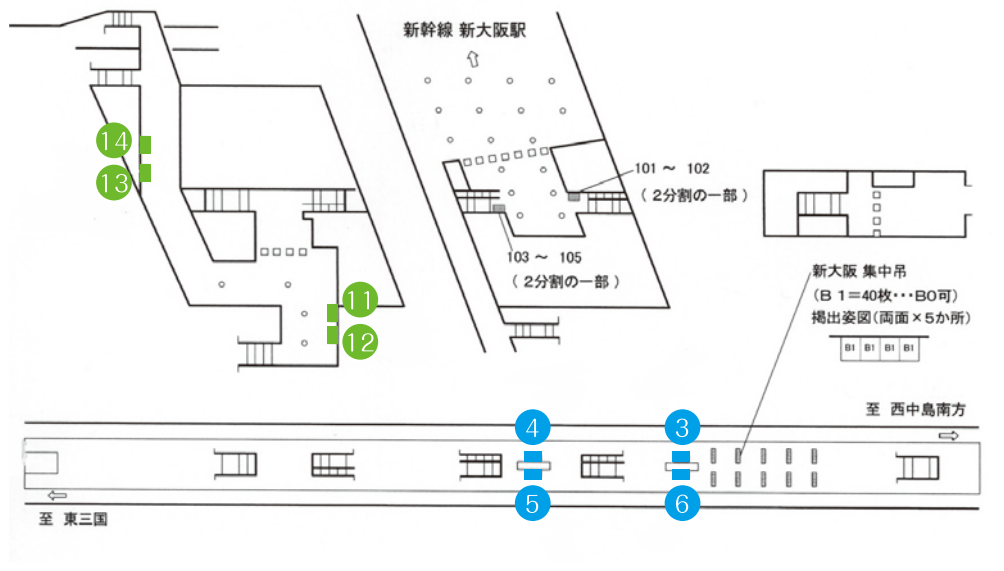 新幹線 新大阪駅
14
13
101 ～ 102
(2分割の一部)
103 ～ 105
(2分割の一部)
11
12
新大阪 集中吊
(B1=40枚･･･B0可)
掲出姿図(両面×5か所)
B1 B1 B1 B1
至 西中島南方
4
3
5
6
至 東三国